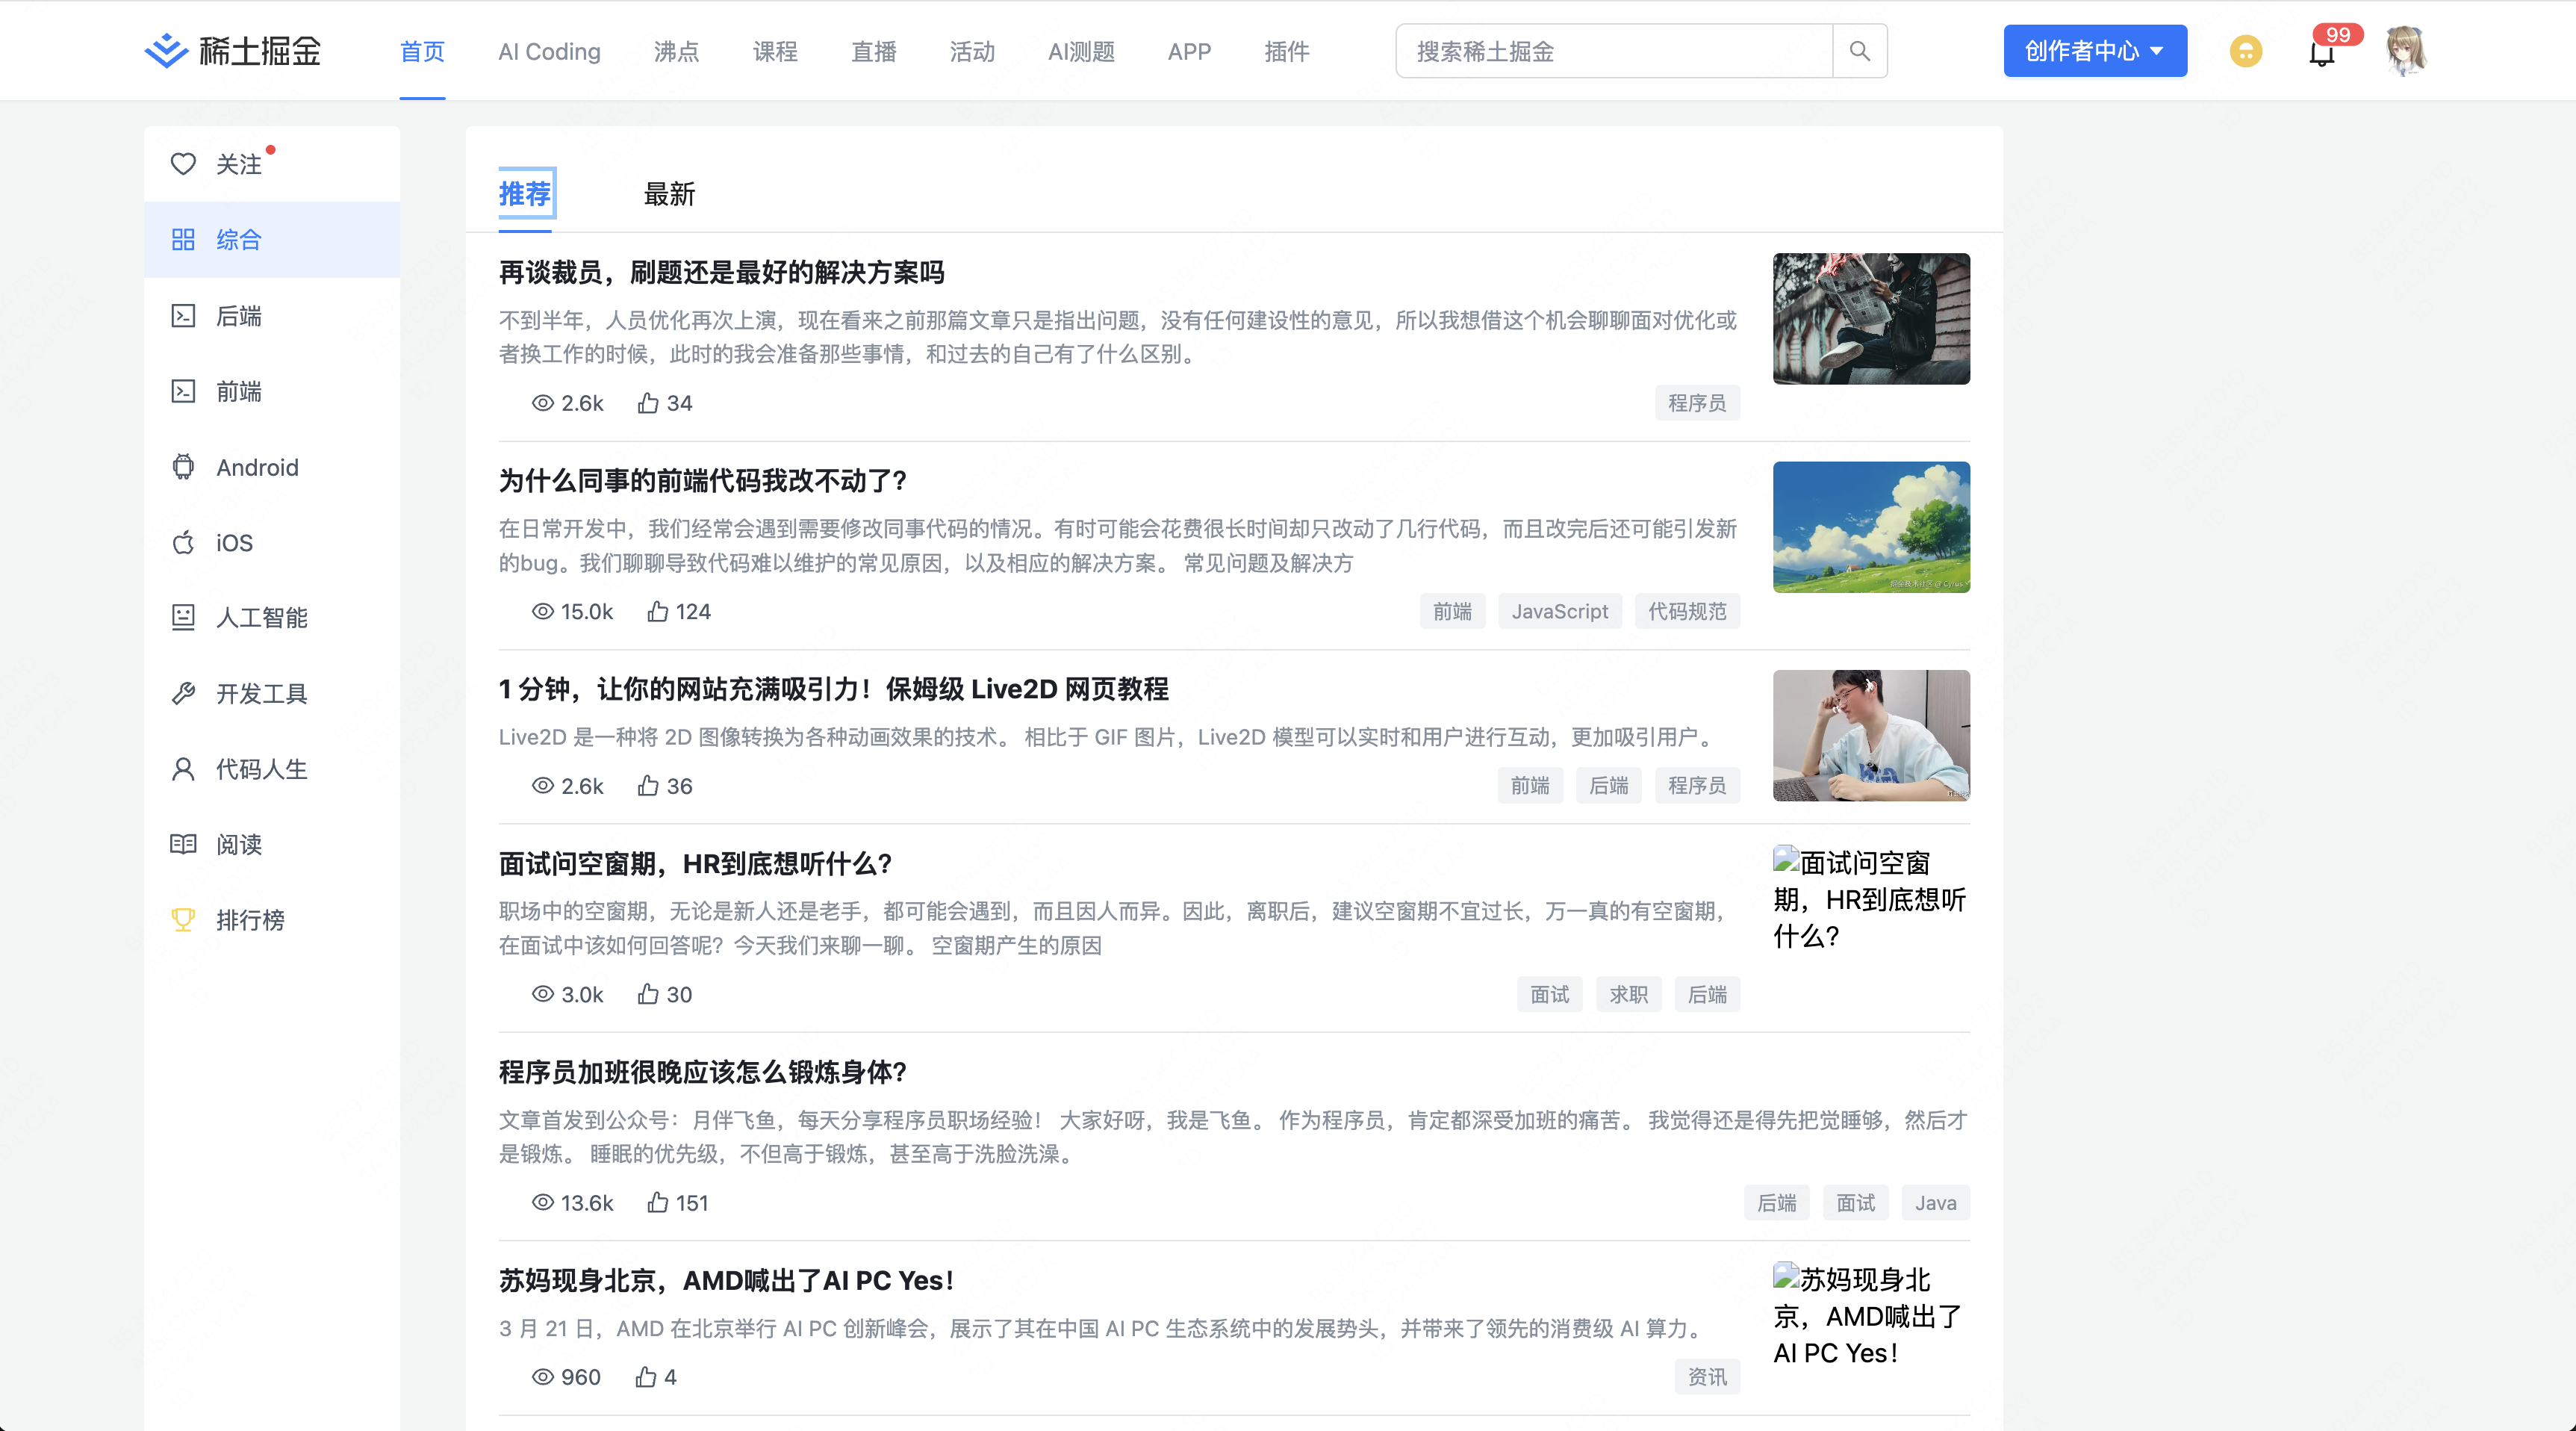 稀土掘金
首页
AI Coding
沸点
课程
直播
活动
AI测题
APP
插件
搜索稀土掘金
创作者中心
99
关注
综合
后端
前端
Android
iOS
人工智能
开发工具
代码人生
阅读
排行榜
推荐
最新
再谈裁员，刷题还是最好的解决方案吗
不到半年，人员优化再次上演，现在看来之前那篇文章只是指出问题，没有任何建设性的意见，所以我想借这个机会聊聊面对优化或
者换工作的时候，此时的我会准备那些事情，和过去的自己有了什么区别。
2.6k 34
程序员
为什么同事的前端代码我改不动了？
在日常开发中，我们经常会遇到需要修改同事代码的情况。有时可能会花费很长时间却只改动了几行代码，而且改完后还可能引发新
的bug。我们聊聊导致代码难以维护的常见原因，以及相应的解决方案。 常见问题及解决方
15.0k 124
前端 JavaScript 代码规范
1 分钟，让你的网站充满吸引力！保姆级 Live2D 网页教程
Live2D 是一种将 2D 图像转换为各种动画效果的技术。 相比于 GIF 图片，Live2D 模型可以实时和用户进行互动，更加吸引用户。
2.6k 36
前端 后端 程序员
面试问空窗期，HR到底想听什么？
职场中的空窗期，无论是新人还是老手，都可能会遇到，而且因人而异。因此，离职后，建议空窗期不宜过长，万一真的有空窗期，
在面试中该如何回答呢？今天我们来聊一聊。 空窗期产生的原因
3.0k 30
面试 求职 后端
面试问空窗
期，HR到底想听
什么？
程序员加班很晚应该怎么锻炼身体？
文章首发到公众号：月伴飞鱼，每天分享程序员职场经验！ 大家好呀，我是飞鱼。 作为程序员，肯定都深受加班的痛苦。 我觉得还是得先把觉睡够，然后才
是锻炼。 睡眠的优先级，不但高于锻炼，甚至高于洗脸洗澡。
13.6k 151
后端 面试 Java
苏妈现身北京，AMD喊出了AI PC Yes！
3 月 21 日，AMD 在北京举行 AI PC 创新峰会，展示了其在中国 AI PC 生态系统中的发展势头，并带来了领先的消费级 AI 算力。
960 4
资讯
苏妈现身北
京，AMD喊出了
AI PC Yes！